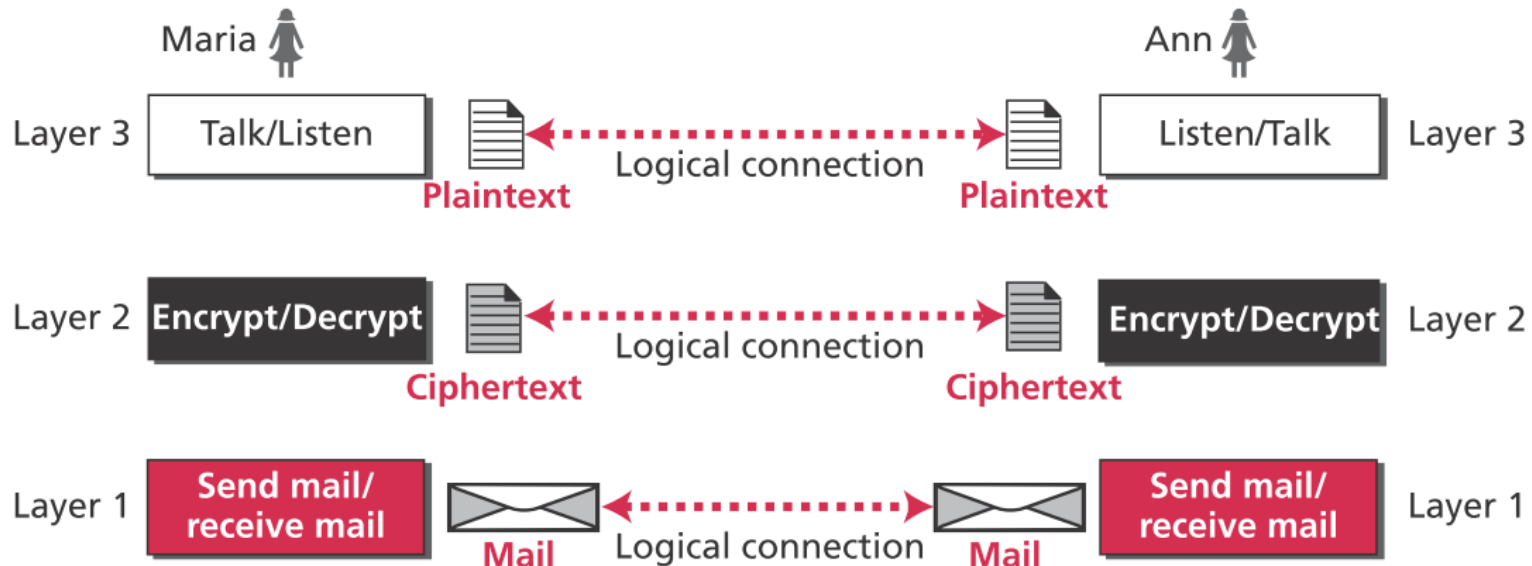 Maria
Ann
Layer 3
Talk/Listen
Logical connection
Listen/Talk
Layer 3
Plaintext
Plaintext
Layer 2
Encrypt/Decrypt
Logical connection
Encrypt/Decrypt
Layer 2
Ciphertext
Ciphertext
Layer 1
Send mail/
receive mail
Mail
Logical connection
Mail
Send mail/
receive mail
Layer 1